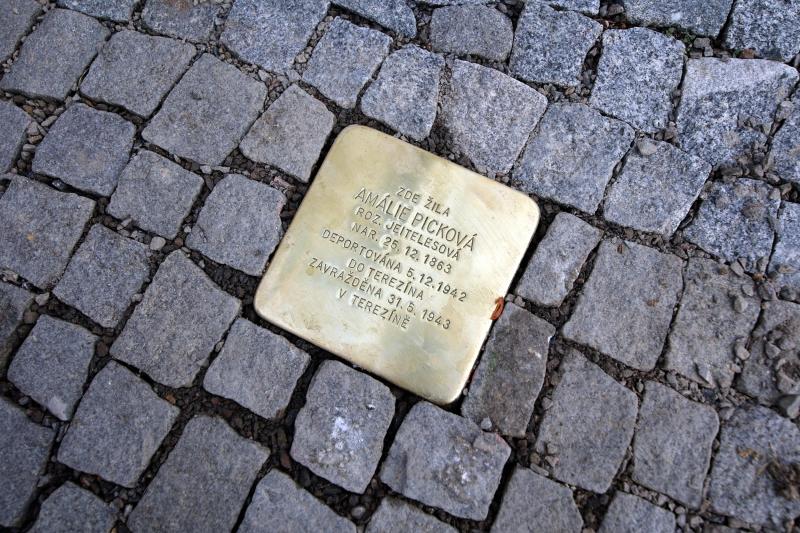 ZDE ŽILA
AMÁLIE PICKOVÁ
ROZ. JEITELESOVÁ
NAR. 25.12.1863
DEPORTOVÁNA 5.12.1942
DO TEREZÍNA
ZAVRAŽDĚNA 31.5.1943
V TEREZÍNĚ